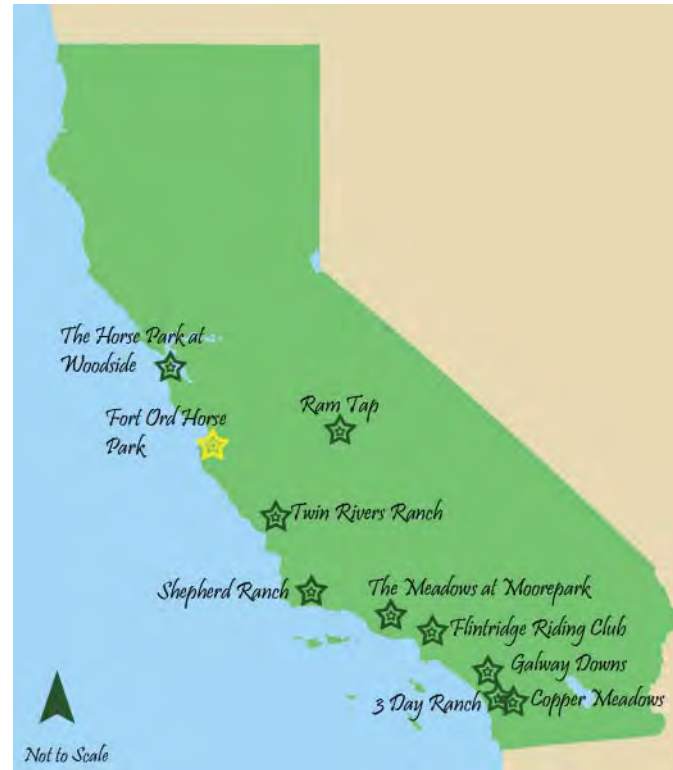 The Horse Park at
Woodside
Fort Ord Horse
Park
Ram Tap
Twin Rivers Ranch
Shepherd Ranch
The Meadows at Moorepark
Flintridge Riding Club
Galway Downs
3 Day Ranch
Copper Meadows
Not to Scale